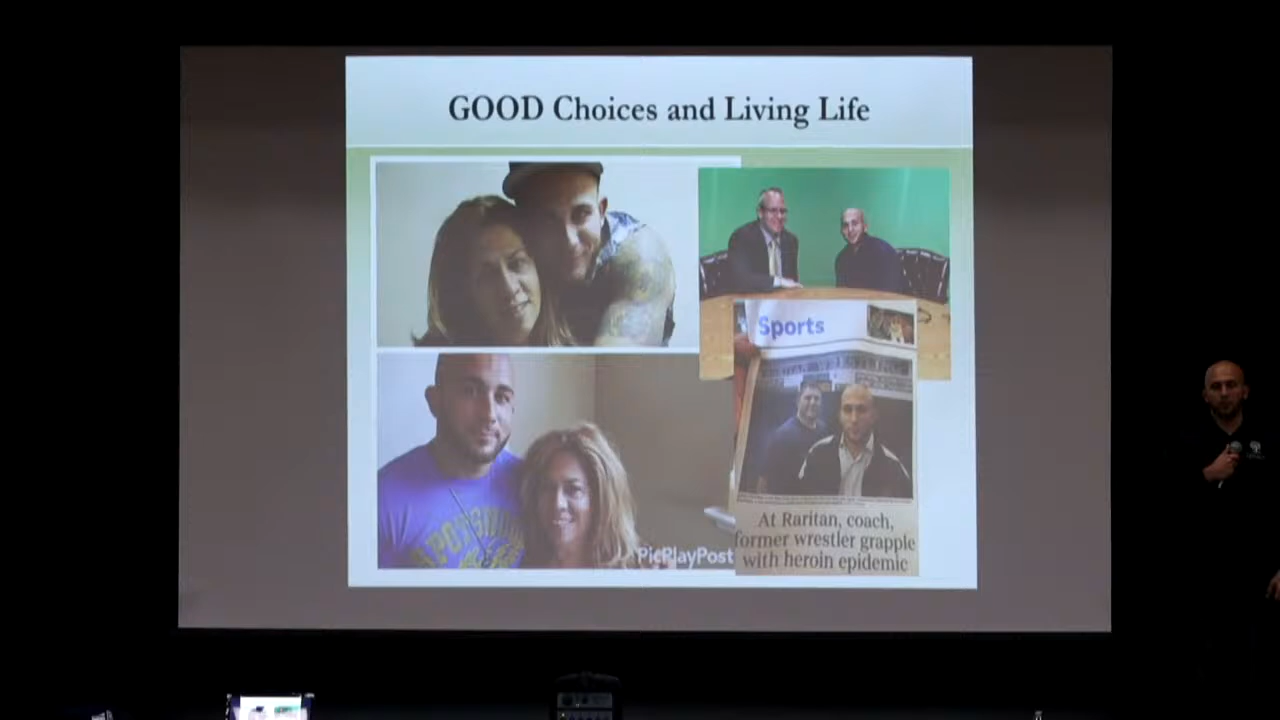 GOOD Choices and Living Life
Sports
PicPlayPost
At Raritan, coach,
former wrestler grapple
with heroin epidemic